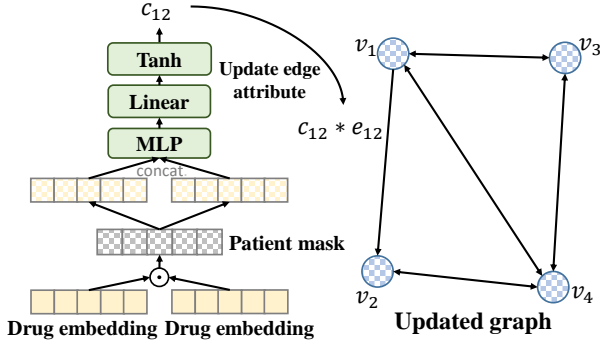 c₁₂
Tanh
Linear
MLP
concat.
Update edge
attribute
c₁₂ * e₁₂
Patient mask
Drug embedding
Drug embedding
v₁
v₃
v₂
v₄
Updated graph